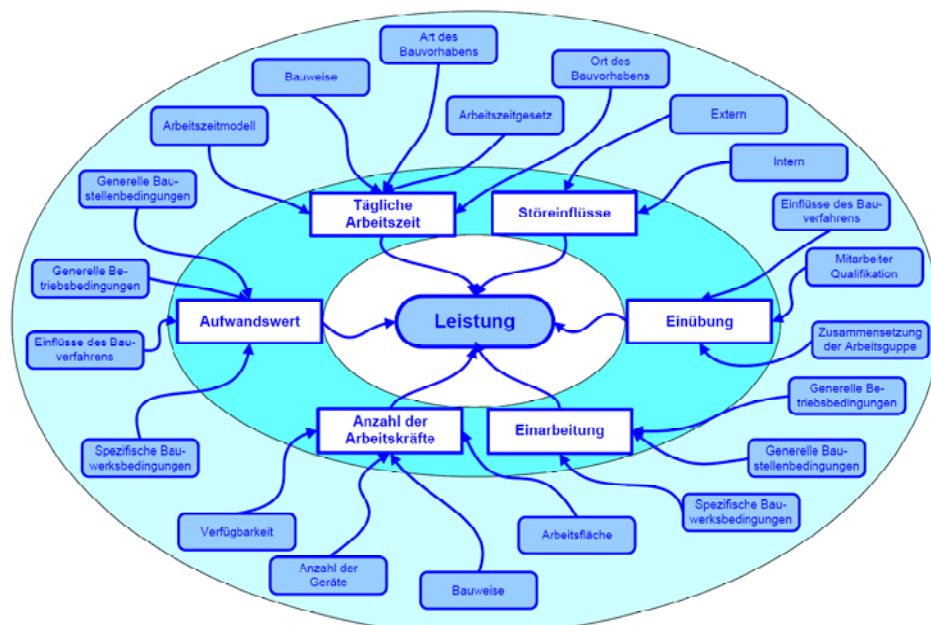 Art des
Bauvorhabens
Bauweise
Ort des
Bauvorhabens
Arbeitszeitmodell
Arbeitszeitgesetz
Extern
Intern
Generelle Bau-
stellenbedingungen
Tägliche
Arbeitszeit
Störeinflüsse
Einflüsse des Bau-
verfahrens
Mitarbeiter
Qualifikation
Generelle Be-
triebsbedingungen
Aufwandswert
Leistung
Einübung
Einflüsse des Bau-
verfahrens
Zusammensetzung
der Arbeitsguppe
Generelle Be-
triebsbedingungen
Anzahl der
Arbeitskräfte
Einarbeitung
Spezifische Bau-
werksbedingungen
Generelle Bau-
stellenbedingungen
Spezifische Bau-
werksbedingungen
Verfügbarkeit
Arbeitsfläche
Anzahl der
Geräte
Bauweise